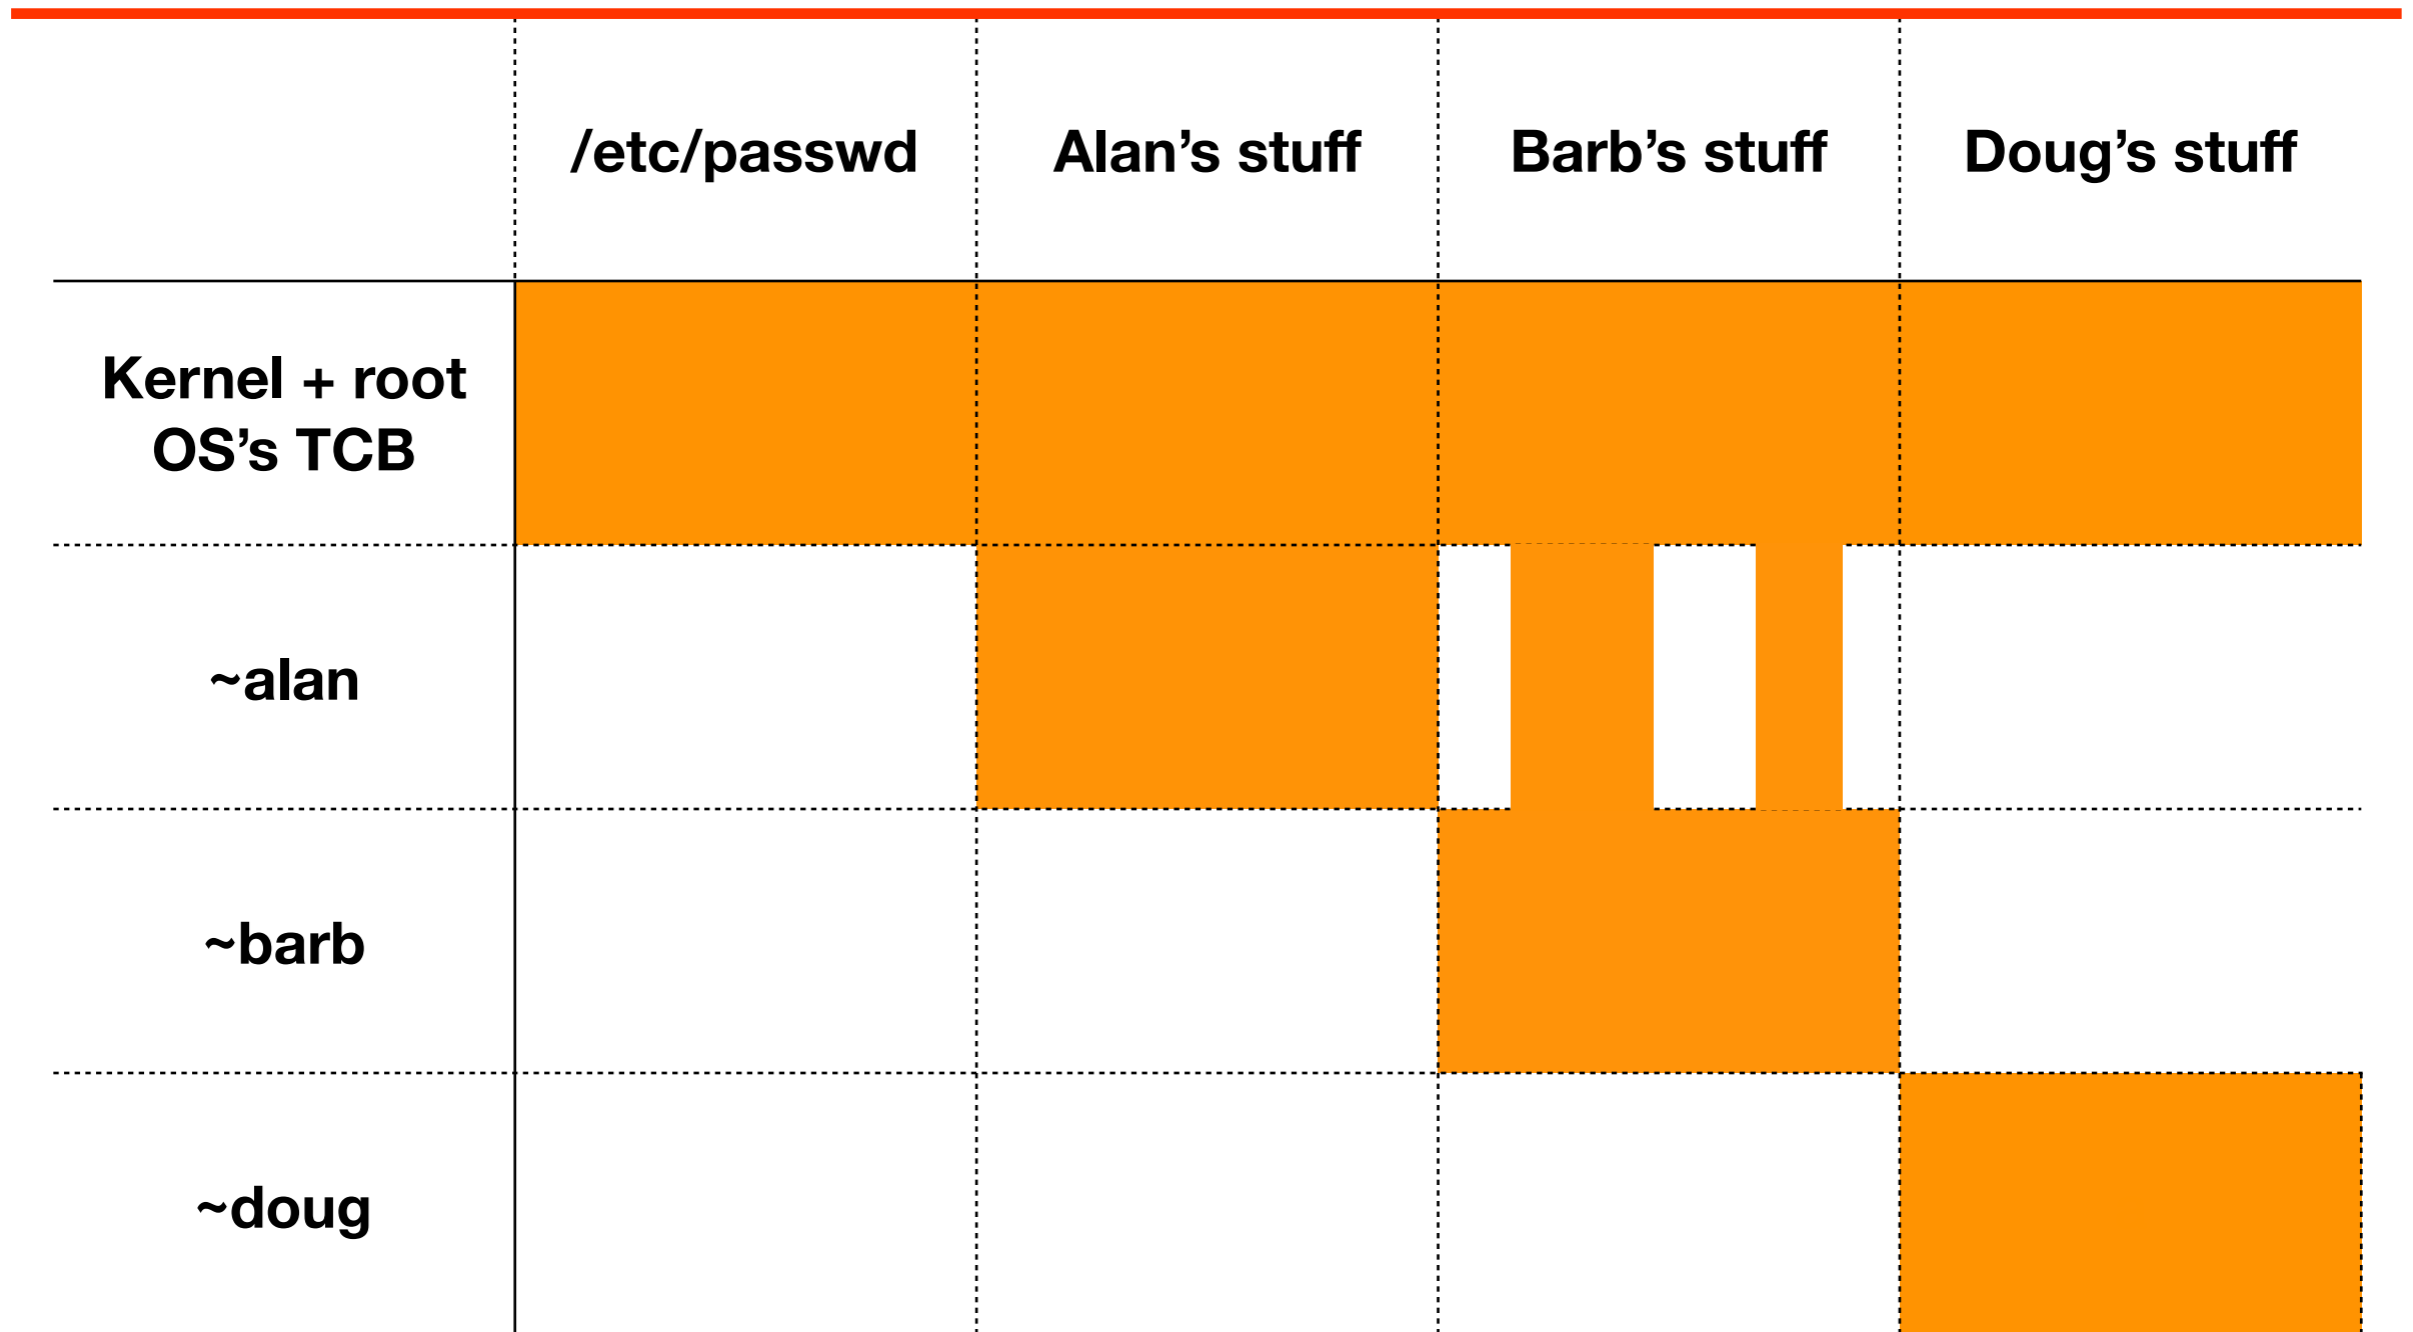 /etc/passwd Alan’s stuff Barb’s stuff Doug’s stuff
Kernel + root
OS’s TCB
~alan
~barb
~doug